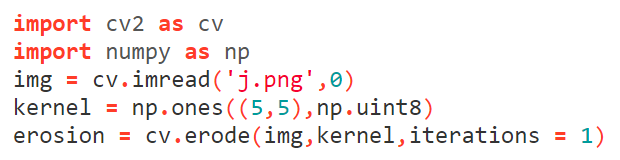 import cv2 as cv
import numpy as np
img = cv.imread('j.png',0)
kernel = np.ones((5,5),np.uint8)
erosion = cv.erode(img,kernel,iterations = 1)